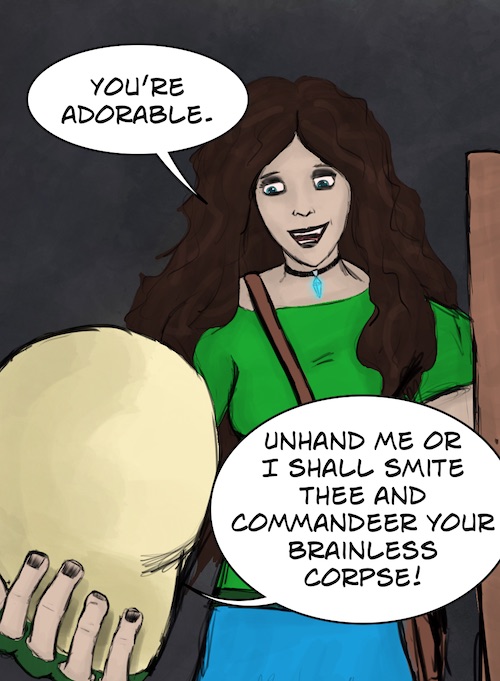 YOU'RE
ADORABLE.
UNHAND ME OR
I SHALL SMITE
THEE AND
COMMANDEER YOUR
BRAINLESS
CORPSE!